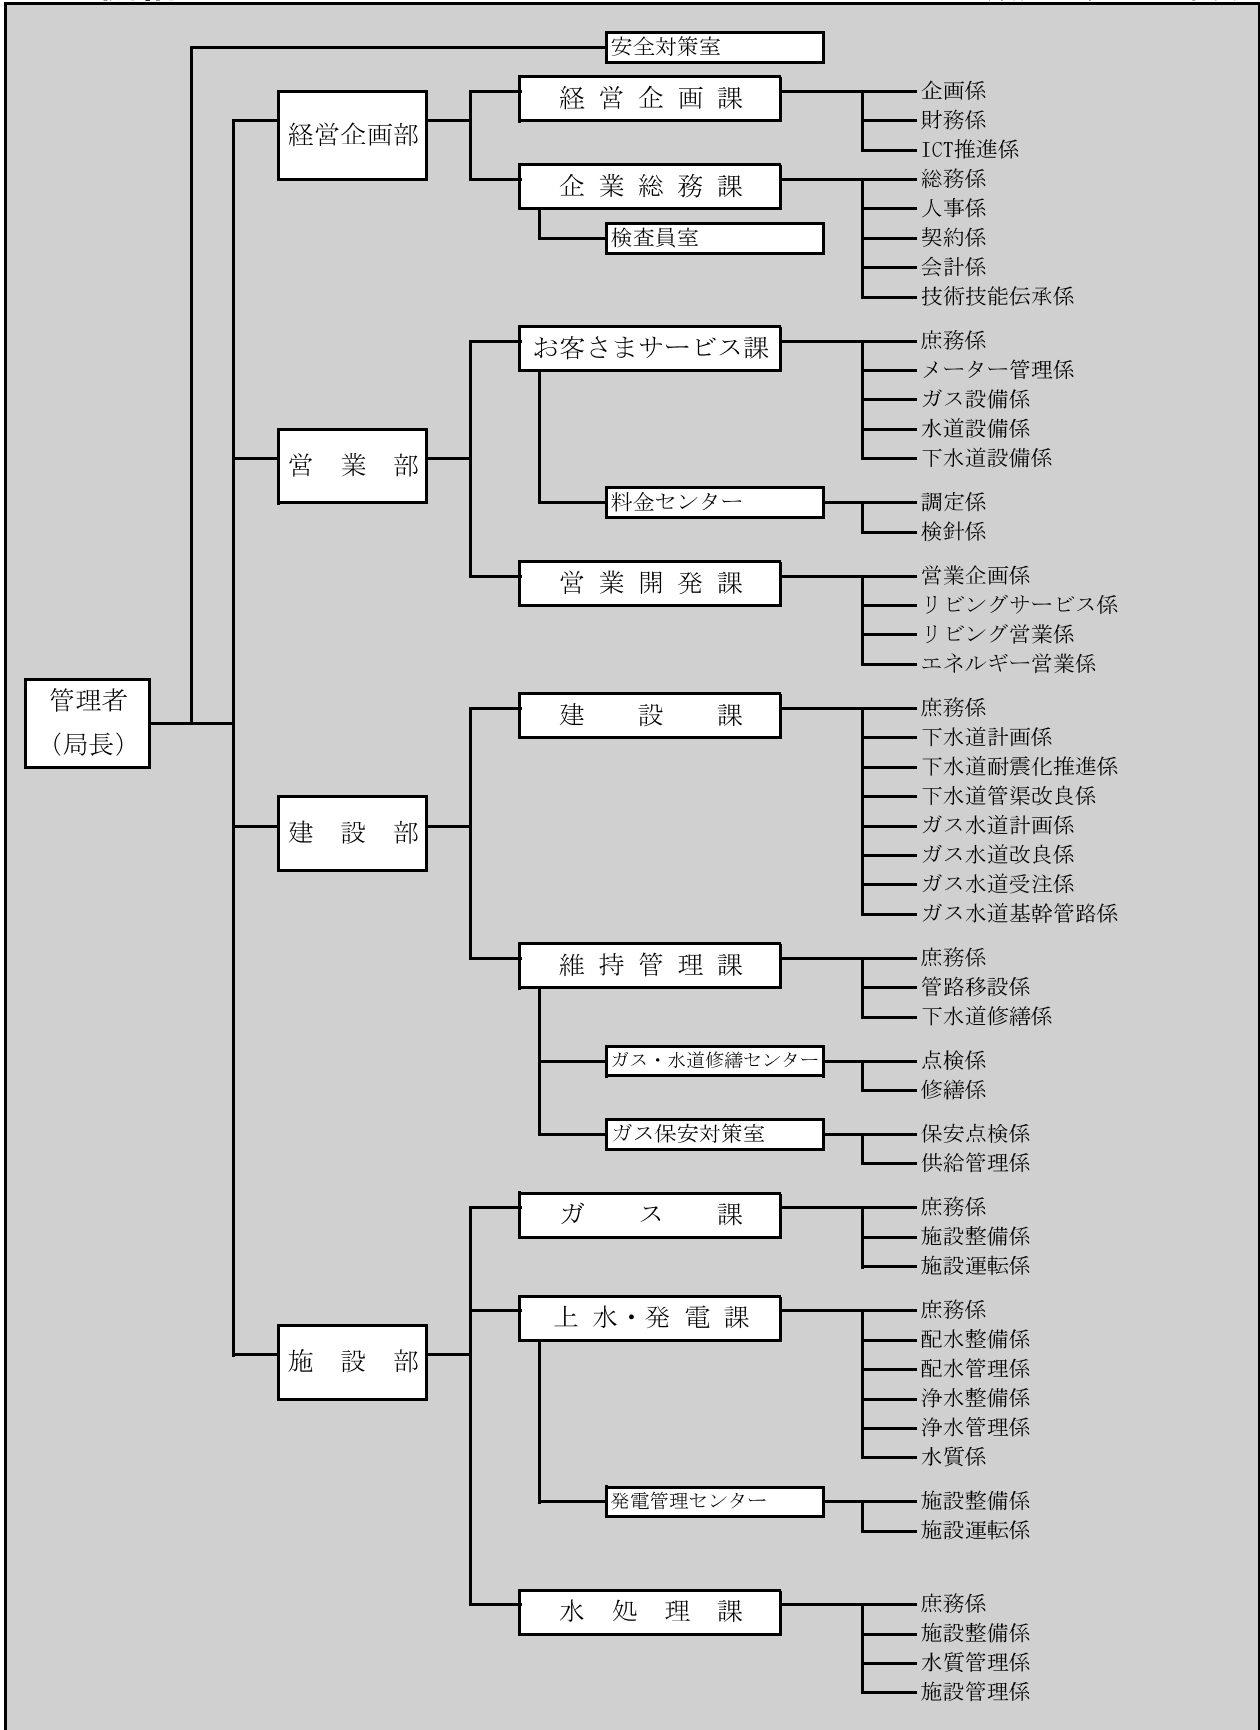 安全対策室
経営企画部
経営企画課
企画係
財務係
ICT推進係
企業総務課
総務係
人事係
契約係
会計係
技術技能伝承係
検査員室
営業部
お客さまサービス課
庶務係
メーター管理係
ガス設備係
水道設備係
下水道設備係
料金センター
調定係
検針係
営業開発課
営業企画係
リビングサービス係
リビング営業係
エネルギー営業係
管理者
（局長）
建設部
建設課
庶務係
下水道計画係
下水道耐震化推進係
下水道管渠改良係
ガス水道計画係
ガス水道改良係
ガス水道受注係
ガス水道基幹管路係
維持管理課
庶務係
管路移設係
下水道修繕係
ガス・水道修繕センター
点検係
修繕係
ガス保安対策室
保安点検係
供給管理係
施設部
ガス課
庶務係
施設整備係
施設運転係
上水・発電課
庶務係
配水整備係
配水管理係
浄水整備係
浄水管理係
水質係
発電管理センター
施設整備係
施設運転係
水処理課
庶務係
施設整備係
水質管理係
施設管理係